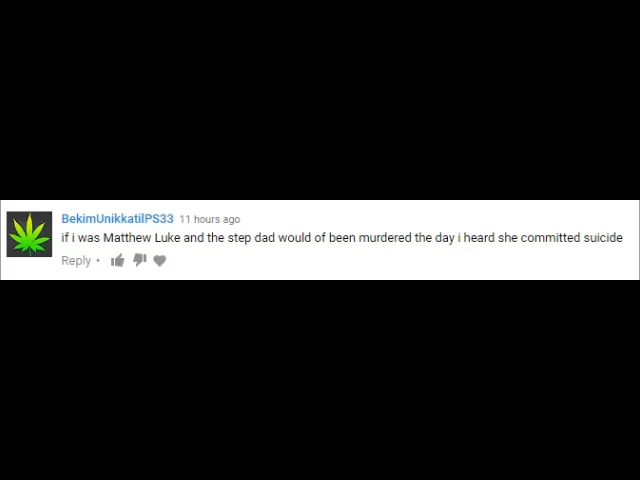 BekimUnikkatilPS33 11 hours ago
if i was Matthew Luke and the step dad would of been murdered the day i heard she committed suicide
Reply •